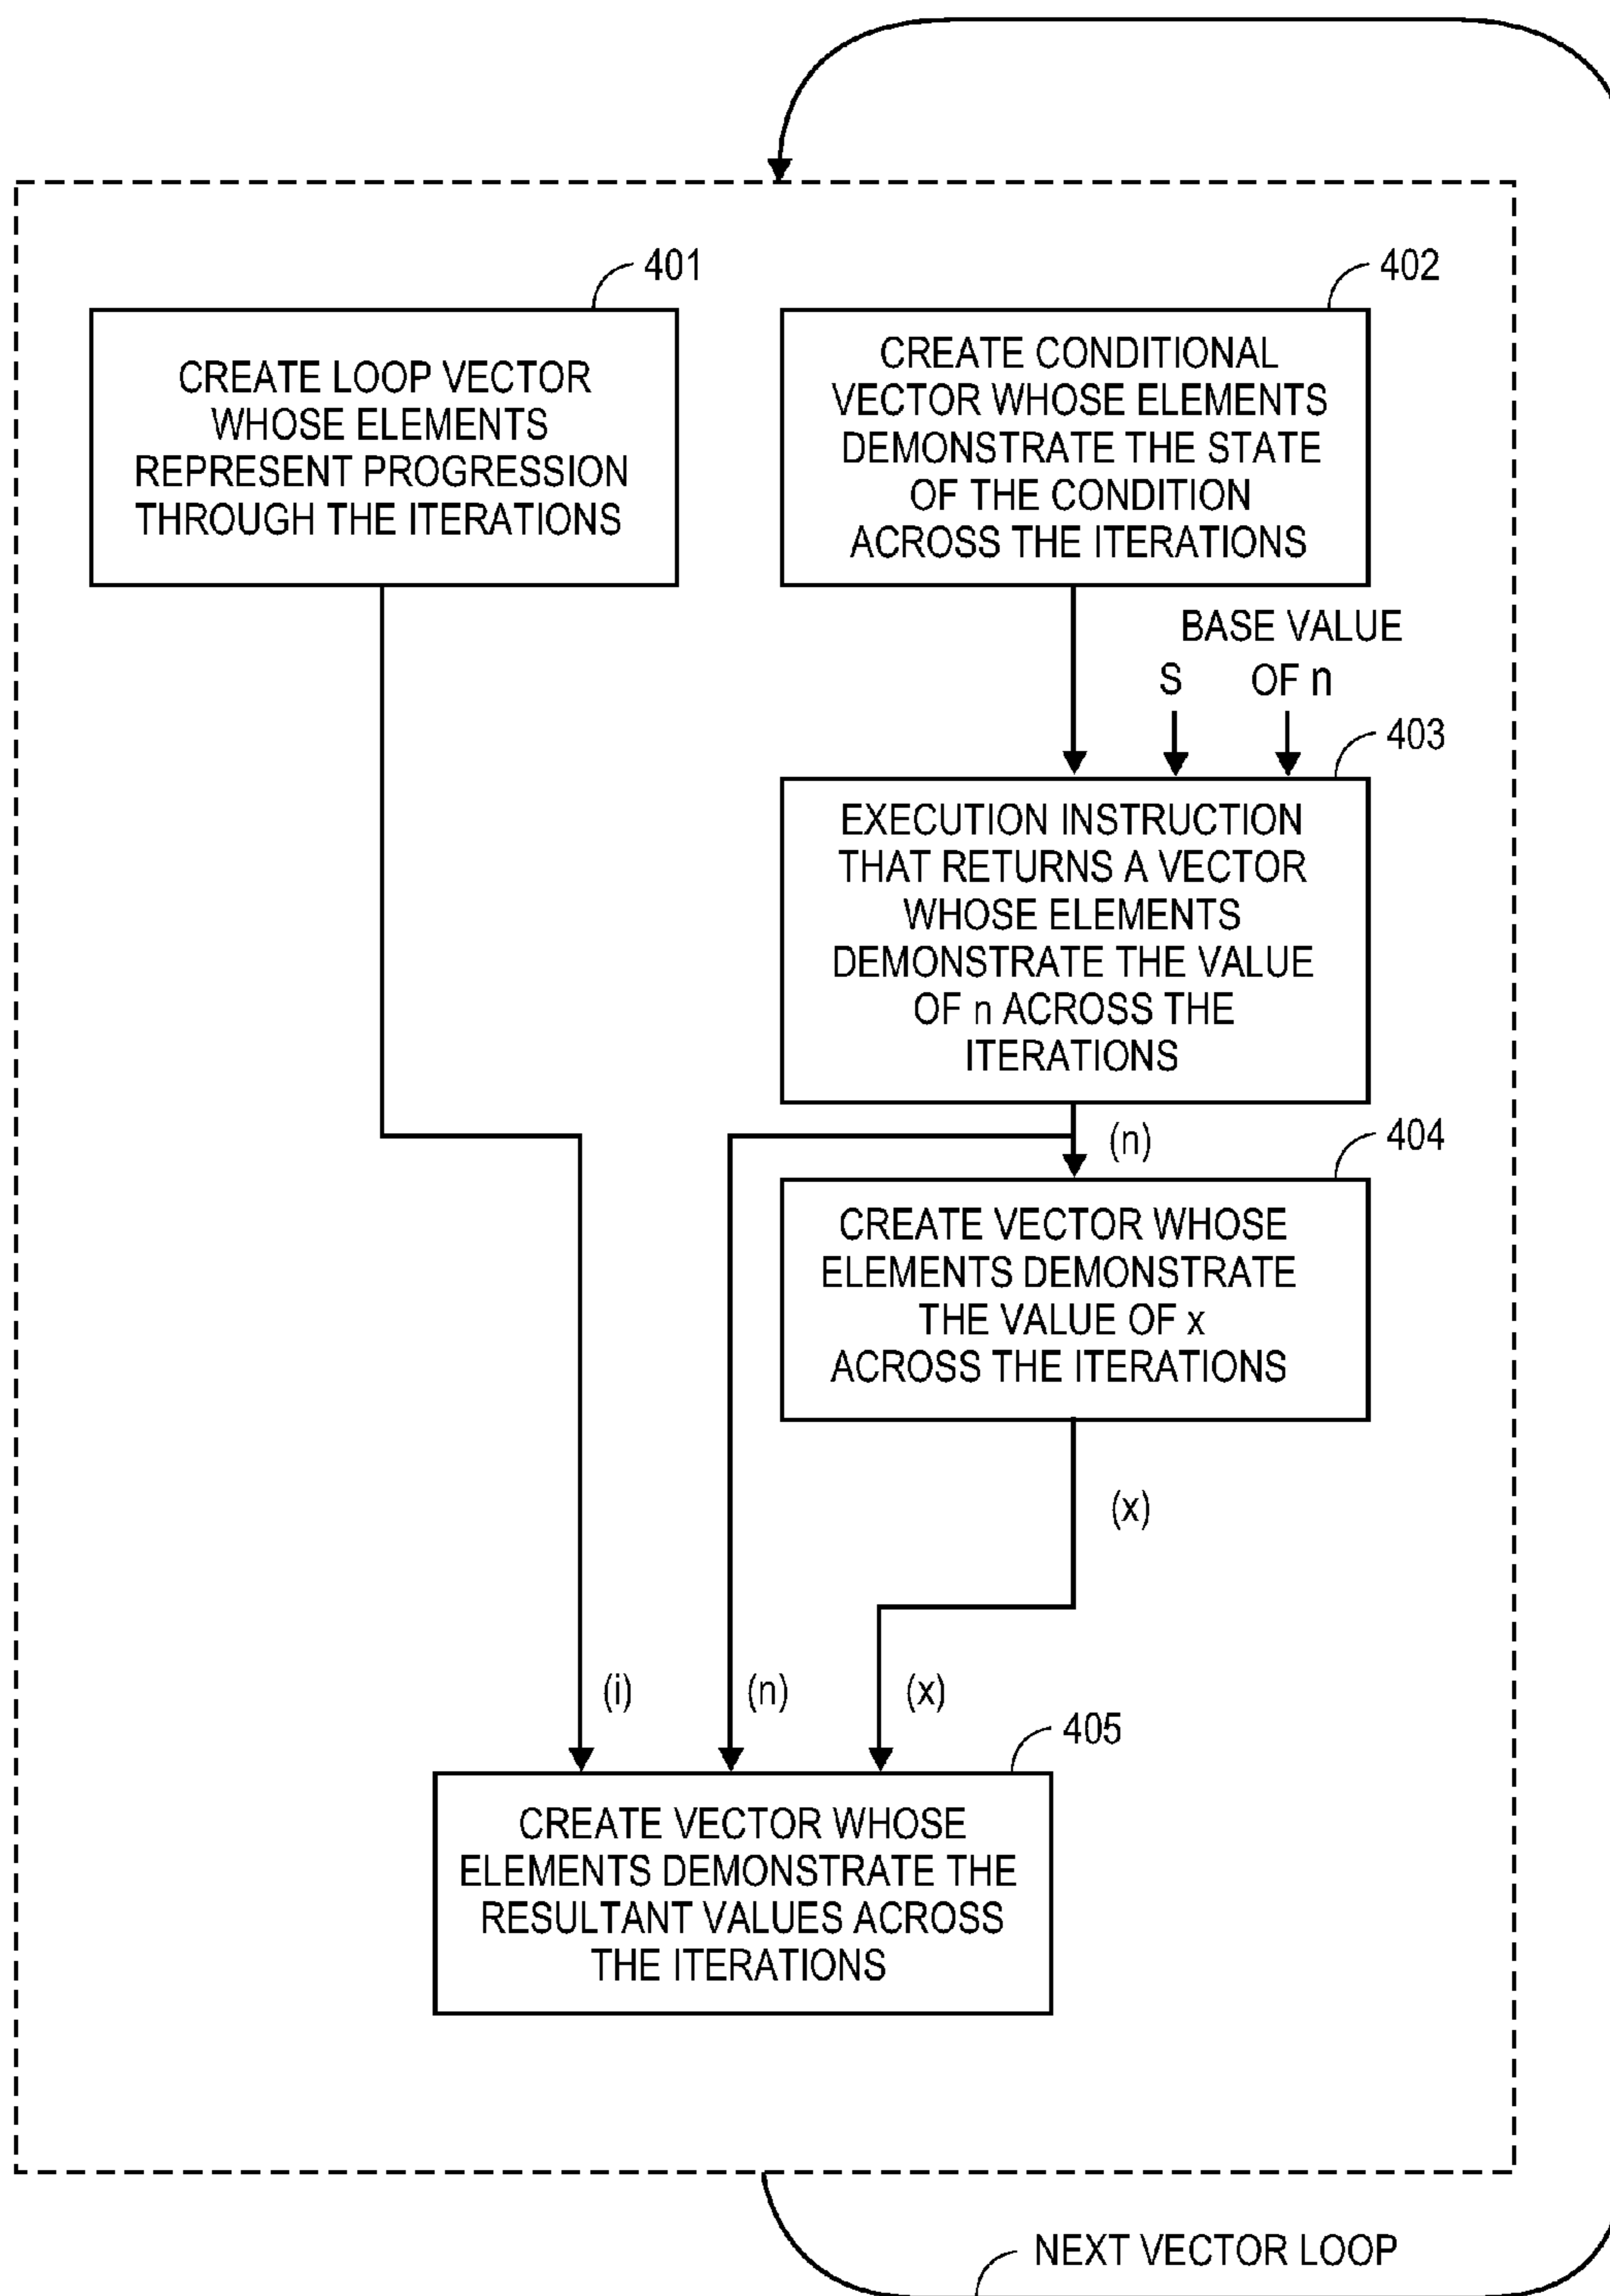 401
CREATE LOOP VECTOR
WHOSE ELEMENTS
REPRESENT PROGRESSION
THROUGH THE ITERATIONS
402
CREATE CONDITIONAL
VECTOR WHOSE ELEMENTS
DEMONSTRATE THE STATE
OF THE CONDITION
ACROSS THE ITERATIONS
BASE VALUE
S OF n
403
EXECUTION INSTRUCTION
THAT RETURNS A VECTOR
WHOSE ELEMENTS
DEMONSTRATE THE VALUE
OF n ACROSS THE
ITERATIONS
(n)
404
CREATE VECTOR WHOSE
ELEMENTS DEMONSTRATE
THE VALUE OF x
ACROSS THE ITERATIONS
(x)
(i) (n) (x)
405
CREATE VECTOR WHOSE
ELEMENTS DEMONSTRATE THE
RESULTANT VALUES ACROSS
THE ITERATIONS
NEXT VECTOR LOOP